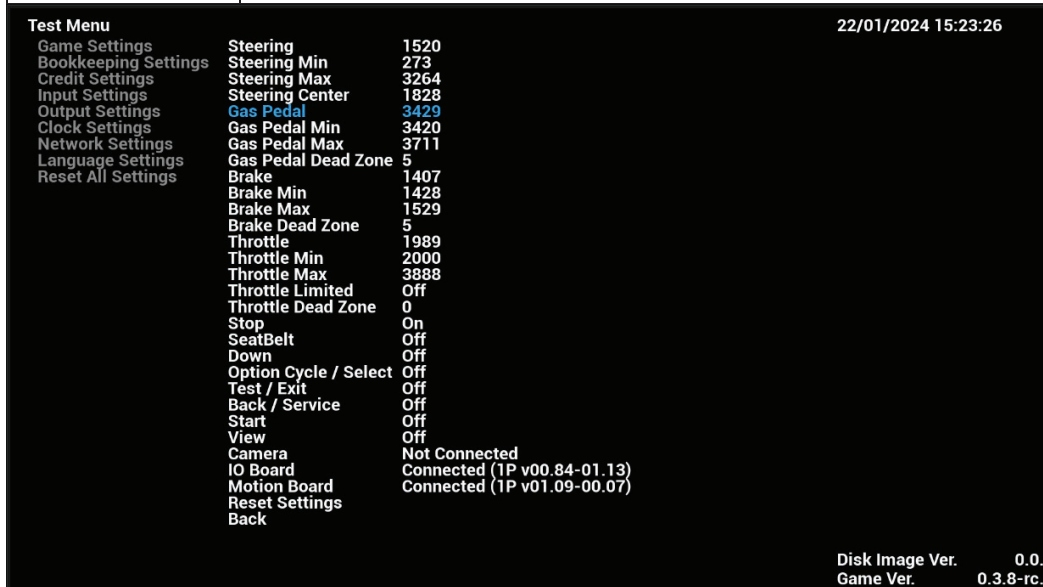 Test Menu 22/01/2024 15:23:26
Game Settings Steering 1520
Bookkeeping Settings Steering Min 273
Credit Settings Steering Max 3264
Input Settings Steering Center 1828
Output Settings Gas Pedal 3429
Clock Settings Gas Pedal Min 3420
Network Settings Gas Pedal Max 3711
Language Settings Gas Pedal Dead Zone 5
Reset All Settings Brake 1407
Brake Min 1428
Brake Max 1529
Brake Dead Zone 5
Throttle 1989
Throttle Min 2000
Throttle Max 3888
Throttle Limited Off
Throttle Dead Zone 0
Stop On
SeatBelt Off
Down Off
Option Cycle / Select Off
Test / Exit Off
Back / Service Off
Start Off
View Off
Camera Not Connected
IO Board Connected (1P v00.84-01.13)
Motion Board Connected (1P v01.09-00.07)
Reset Settings
Back
Disk Image Ver. 0.0.
Game Ver. 0.3.8-rc.